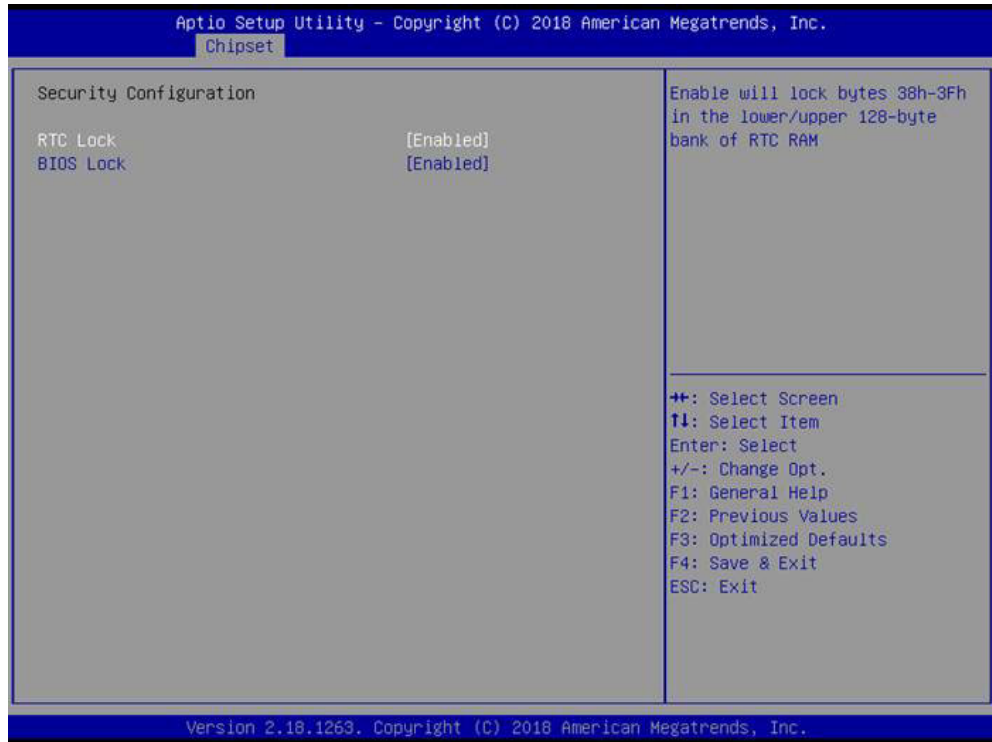 Aptio Setup Utility – Copyright (C) 2018 American Megatrends, Inc.
Chipset
Security Configuration
RTC Lock [Enabled]
BIOS Lock [Enabled]
Enable will lock bytes 38h-3Fh
in the lower/upper 128-byte
bank of RTC RAM
→←: Select Screen
↑↓: Select Item
Enter: Select
+/-: Change Opt.
F1: General Help
F2: Previous Values
F3: Optimized Defaults
F4: Save & Exit
ESC: Exit
Version 2.18.1263. Copyright (C) 2018 American Megatrends, Inc.